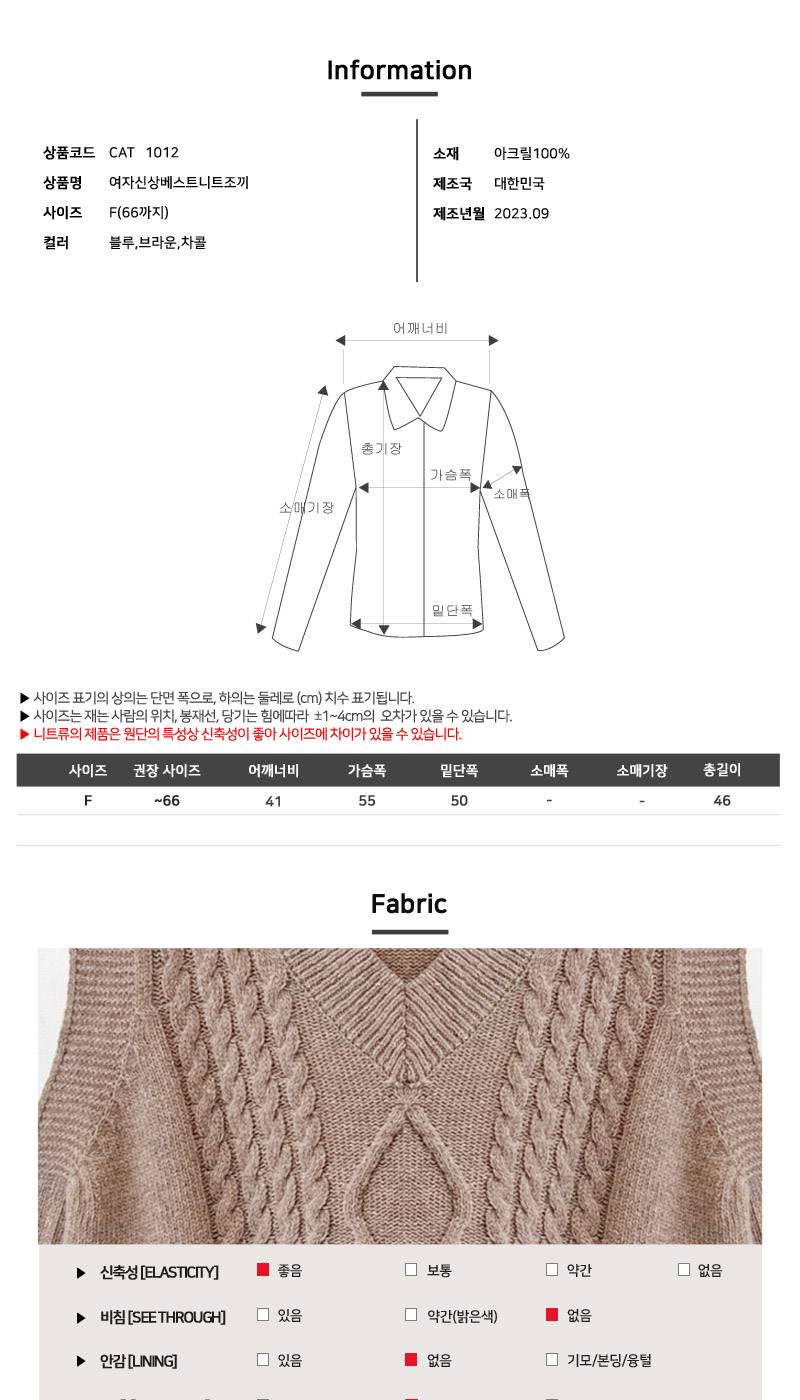 Information
상품코드 CAT 1012
상품명 여자신상베스트니트조끼
사이즈 F(66까지)
컬러 블루,브라운,차콜
소재 아크릴100%
제조국 대한민국
제조년월 2023.09
어깨너비
총기장
가슴폭
소매폭
소매기장
밑단폭
▶ 사이즈 표기의 상의는 단면 폭으로, 하의는 둘레로 (cm) 치수 표기됩니다.
▶ 사이즈는 재는 사람의 위치, 봉재선, 당기는 힘에따라 ±1~4cm의 오차가 있을 수 있습니다.
▶ 니트류의 제품은 원단의 특성상 신축성이 좋아 사이즈에 차이가 있을 수 있습니다.
사이즈 권장 사이즈 어깨너비 가슴폭 밑단폭 소매폭 소매기장 총길이
F ~66 41 55 50 - - 46
Fabric
▶ 신축성 [ELASTICITY] 좋음 보통 약간 없음
▶ 비침 [SEE THROUGH] 있음 약간(밝은색) 없음
▶ 안감 [LINING] 있음 없음 기모/본딩/융털